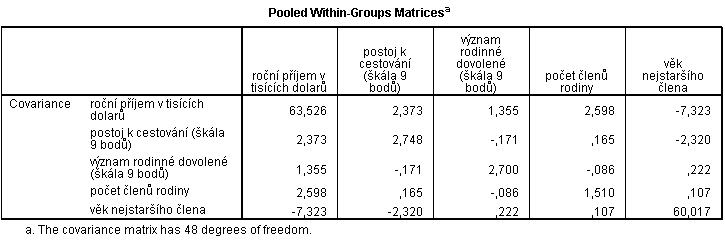 Pooled Within-Groups Matricesa
význam
postoj k rodinné věk
cestování dovolené
roční příjem v (škála 9 (škála 9 počet členů nejstaršího
tisících dolarů bodů) bodů) rodiny člena
Covariance roční příjem v tisících dolarů 63,526 2,373 1,355 2,598 -7,323
postoj k cestování (škála 9 bodů) 2,373 2,748 -,171 ,165 -2,320
význam rodinné dovolené (škála 9 bodů) 1,355 -,171 2,700 -,086 ,222
počet členů rodiny 2,598 ,165 -,086 1,510 ,107
věk nejstaršího člena -7,323 -2,320 ,222 ,107 60,017
a. The covariance matrix has 48 degrees of freedom.